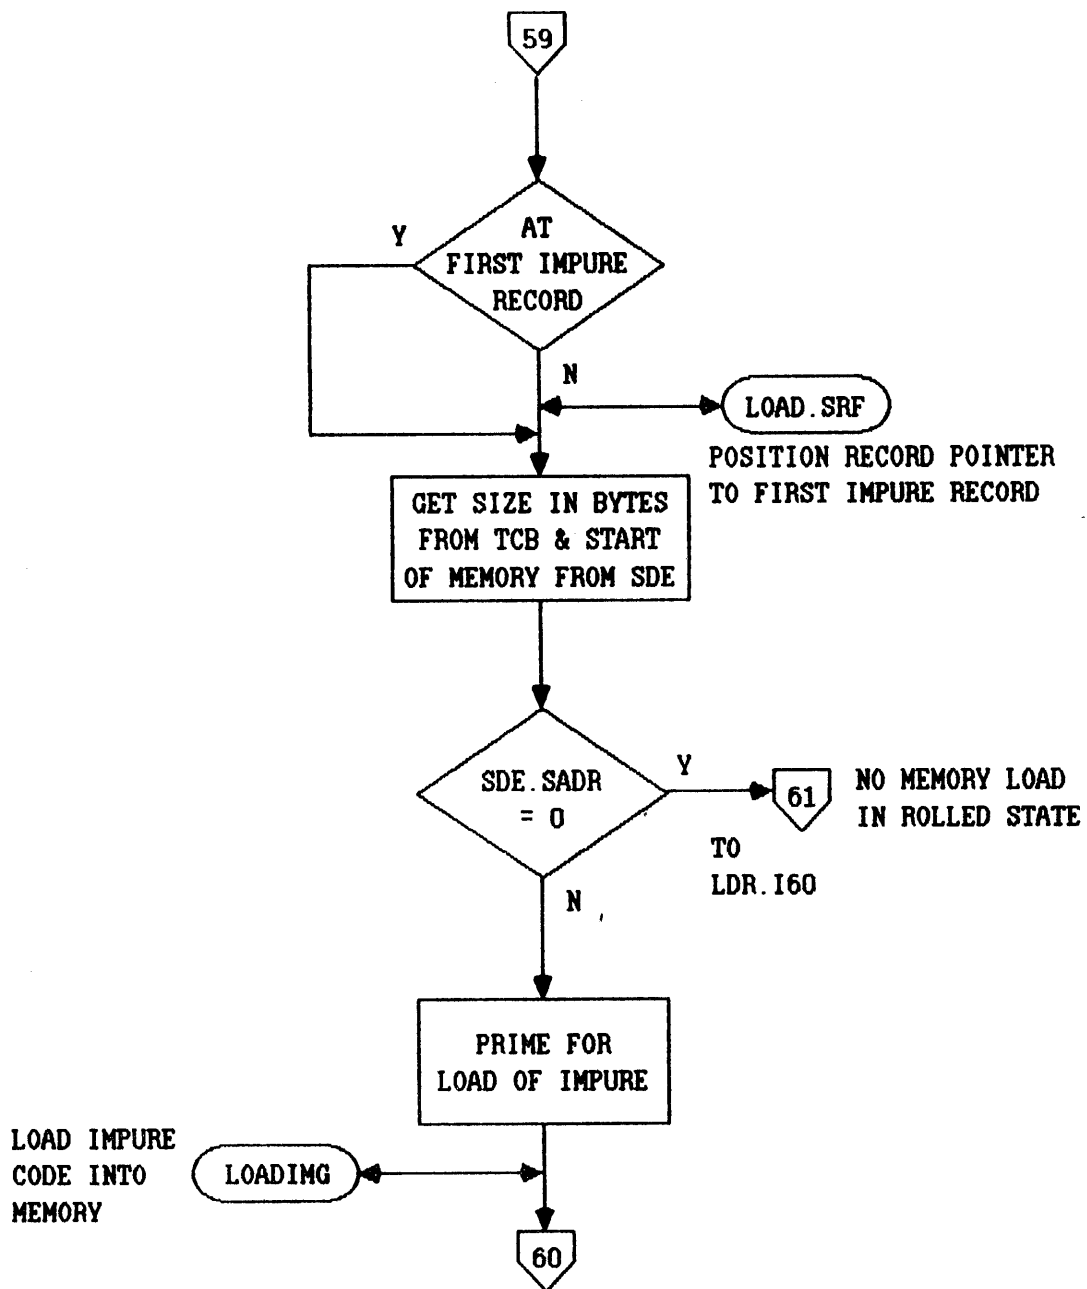 59
AT
FIRST IMPURE
RECORD
Y
N
LOAD.SRF
POSITION RECORD POINTER
TO FIRST IMPURE RECORD
GET SIZE IN BYTES
FROM TCB & START
OF MEMORY FROM SDE
SDE.SADR
= 0
Y
61
NO MEMORY LOAD
IN ROLLED STATE
TO
LDR.I60
N
PRIME FOR
LOAD OF IMPURE
LOAD IMPURE
CODE INTO
MEMORY
LOADIMG
60